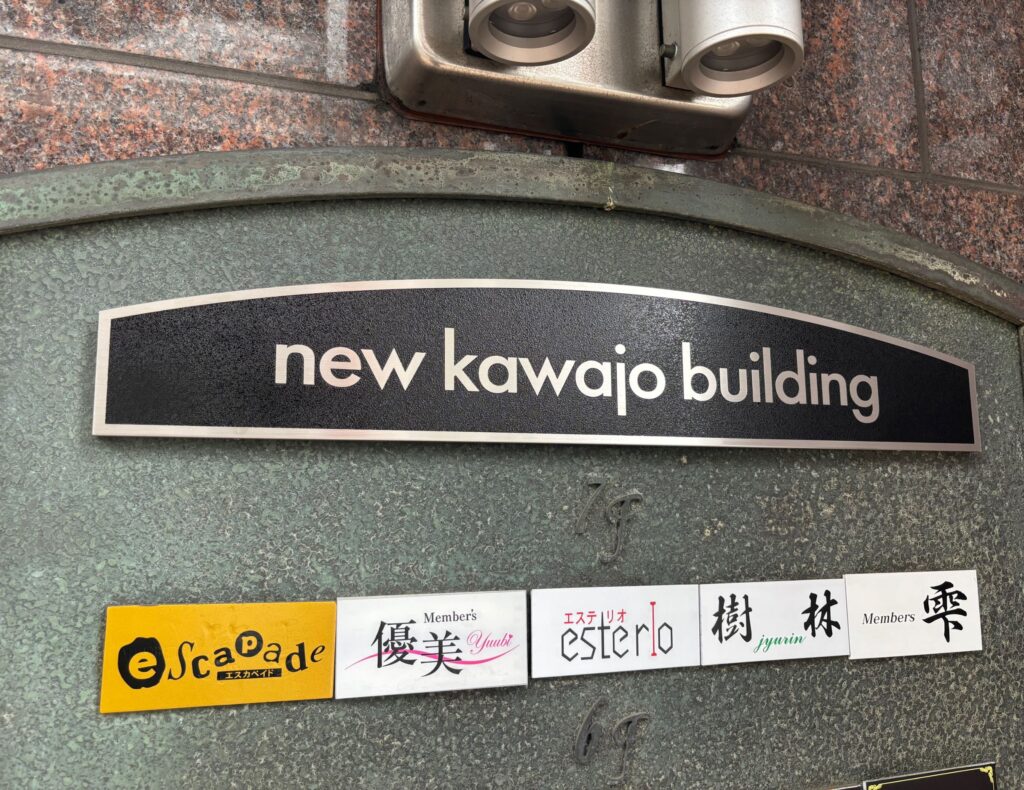 new kawajo building
7F
escapade
エスカペイド
Member's
優美
Yuubi
エステリオ
esterio
樹林
jyurin
Members
雫
6F